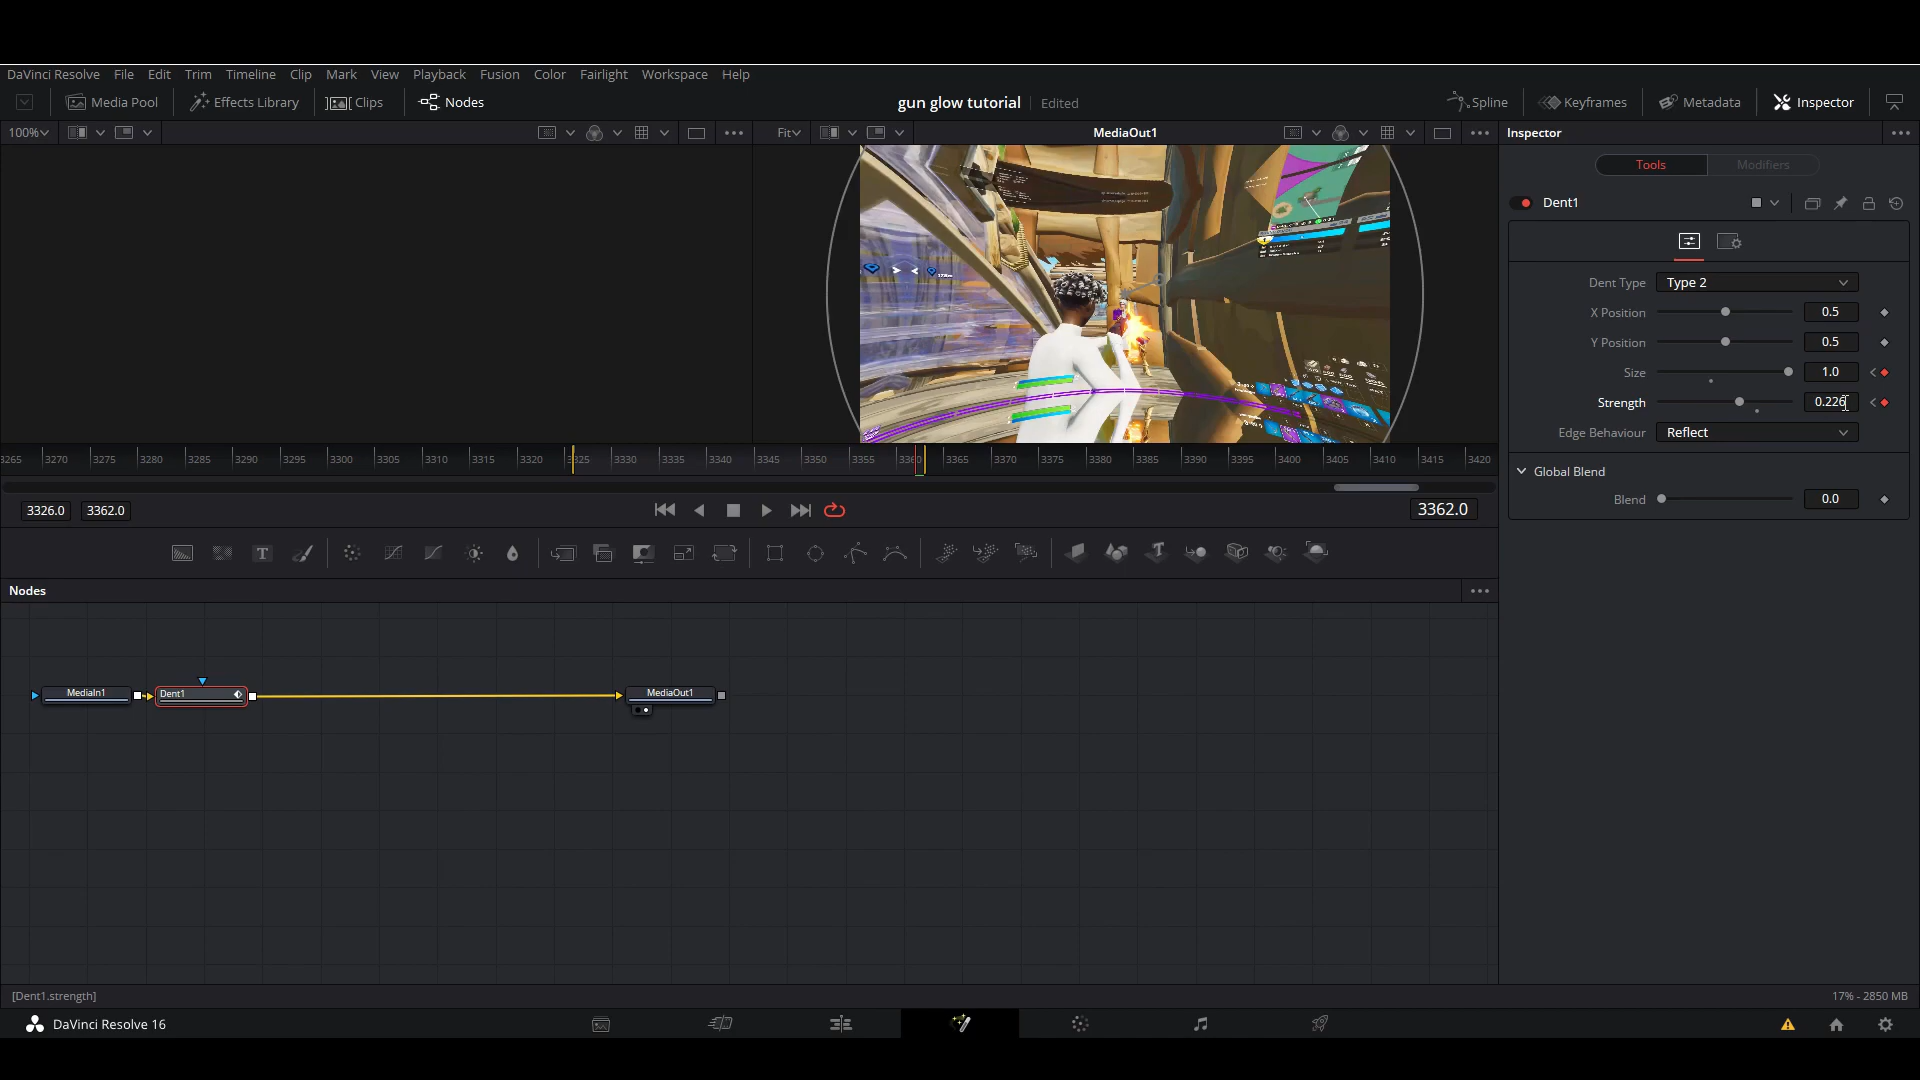 DaVinci Resolve File Edit Trim Timeline Clip Mark View Playback Fusion Color Fairlight Workspace Help
Media Pool Effects Library Clips Nodes gun glow tutorial Edited Spline Keyframes Metadata Inspector
100% Fit MediaOut1 Inspector
Tools Modifiers
Dent1
Dent Type Type 2
X Position 0.5
Y Position 0.5
Size 1.0
Strength 0.226
Edge Behaviour Reflect
3265 3270 3275 3280 3285 3290 3295 3300 3305 3310 3315 3320 3325 3330 3335 3340 3345 3350 3355 3360 3365 3370 3375 3380 3385 3390 3395 3400 3405 3410 3415 3420
Global Blend
Blend 0.0
3326.0 3362.0 3362.0
Nodes
MediaIn1 Dent1 MediaOut1
[Dent1.strength] 17% - 2850 MB
DaVinci Resolve 16